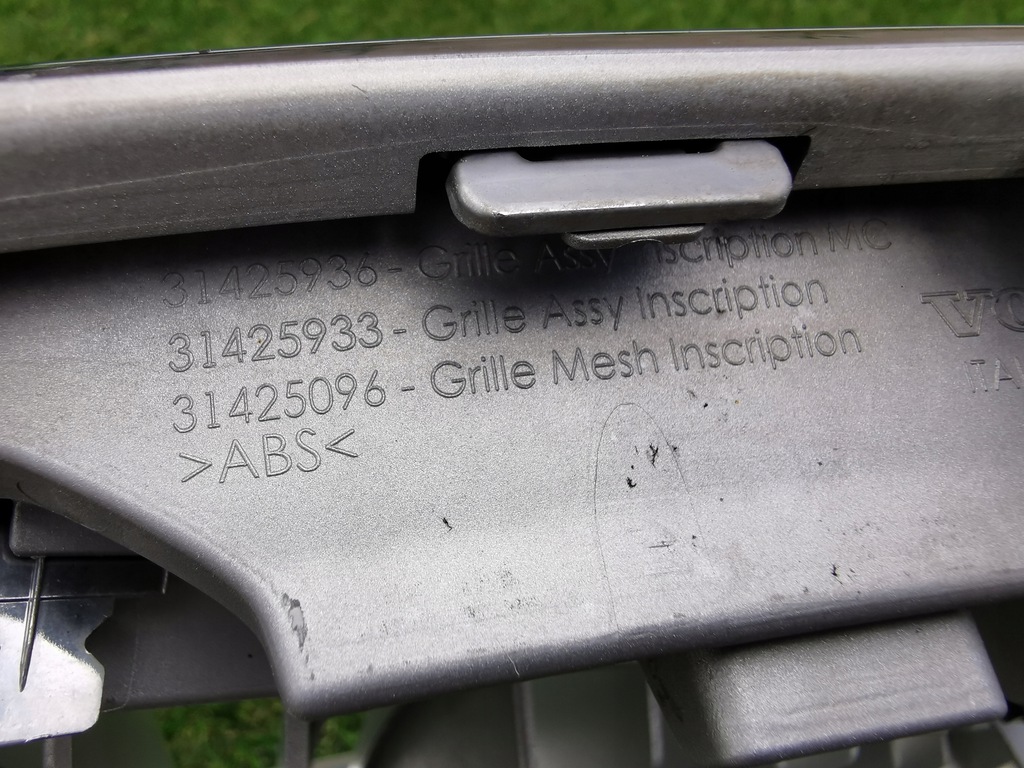 31425936 - Grille Assy Inscription MC
31425933 - Grille Assy Inscription
31425096 - Grille Mesh Inscription
>ABS<